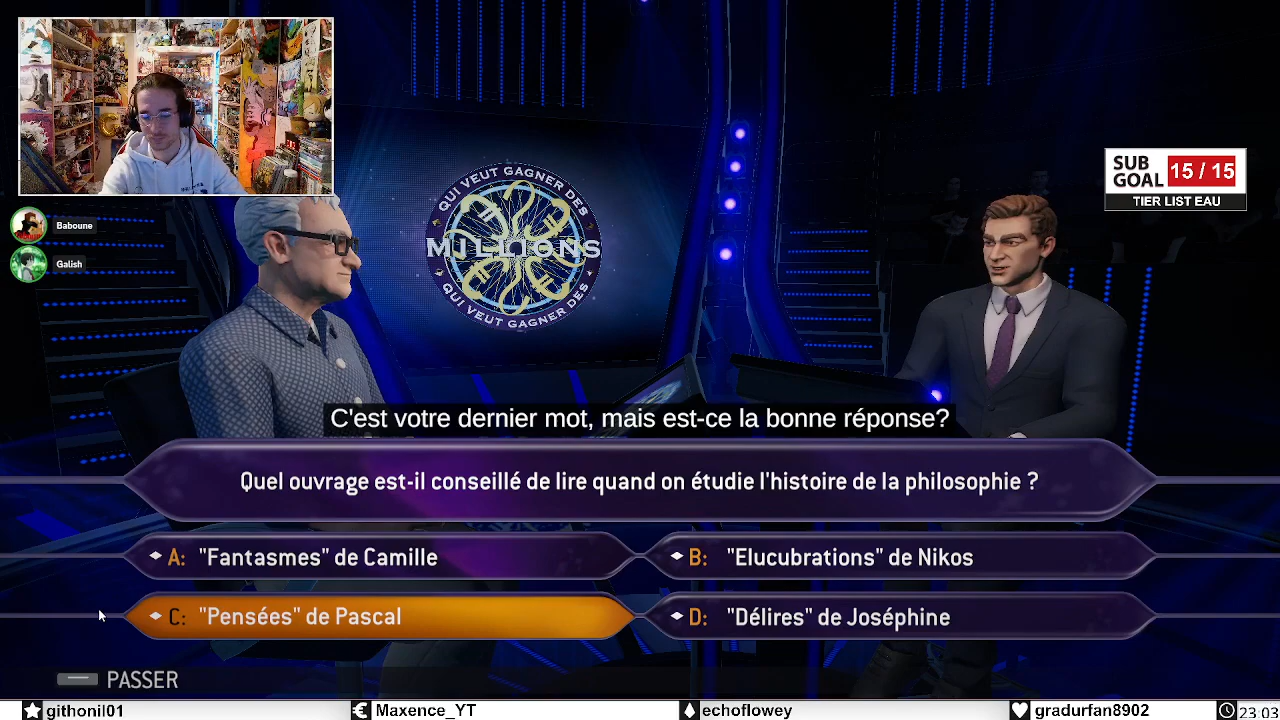 QUI VEUT GAGNER DES
MILLIONS
QUI VEUT GAGNER DES
SUB GOAL 15 / 15
TIER LIST EAU
Baboune
Galish
C'est votre dernier mot, mais est-ce la bonne réponse?
Quel ouvrage est-il conseillé de lire quand on étudie l'histoire de la philosophie ?
A: "Fantasmes" de Camille
B: "Elucubrations" de Nikos
C: "Pensées" de Pascal
D: "Délires" de Joséphine
PASSER
githonil01
Maxence_YT
echoflowey
gradurfan8902
23:03